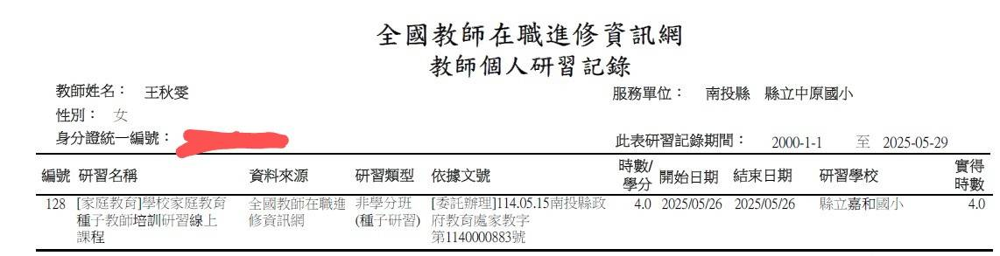 全國教師在職進修資訊網
教師個人研習記錄
教師姓名： 王秋雯 服務單位： 南投縣 縣立中原國小
性別： 女
身分證統一編號： 此表研習記錄期間： 2000-1-1 至 2025-05-29
編號 研習名稱 資料來源 研習類型 依據文號 時數/學分 開始日期 結束日期 研習學校 實得時數
128 [家庭教育]學校家庭教育 全國教師在職進 非學分班 [委託辦理]114.05.15南投縣政 4.0 2025/05/26 2025/05/26 縣立嘉和國小 4.0
種子教師培訓研習線上 修資訊網 (種子研習) 府教育處家教字
課程 第1140000883號